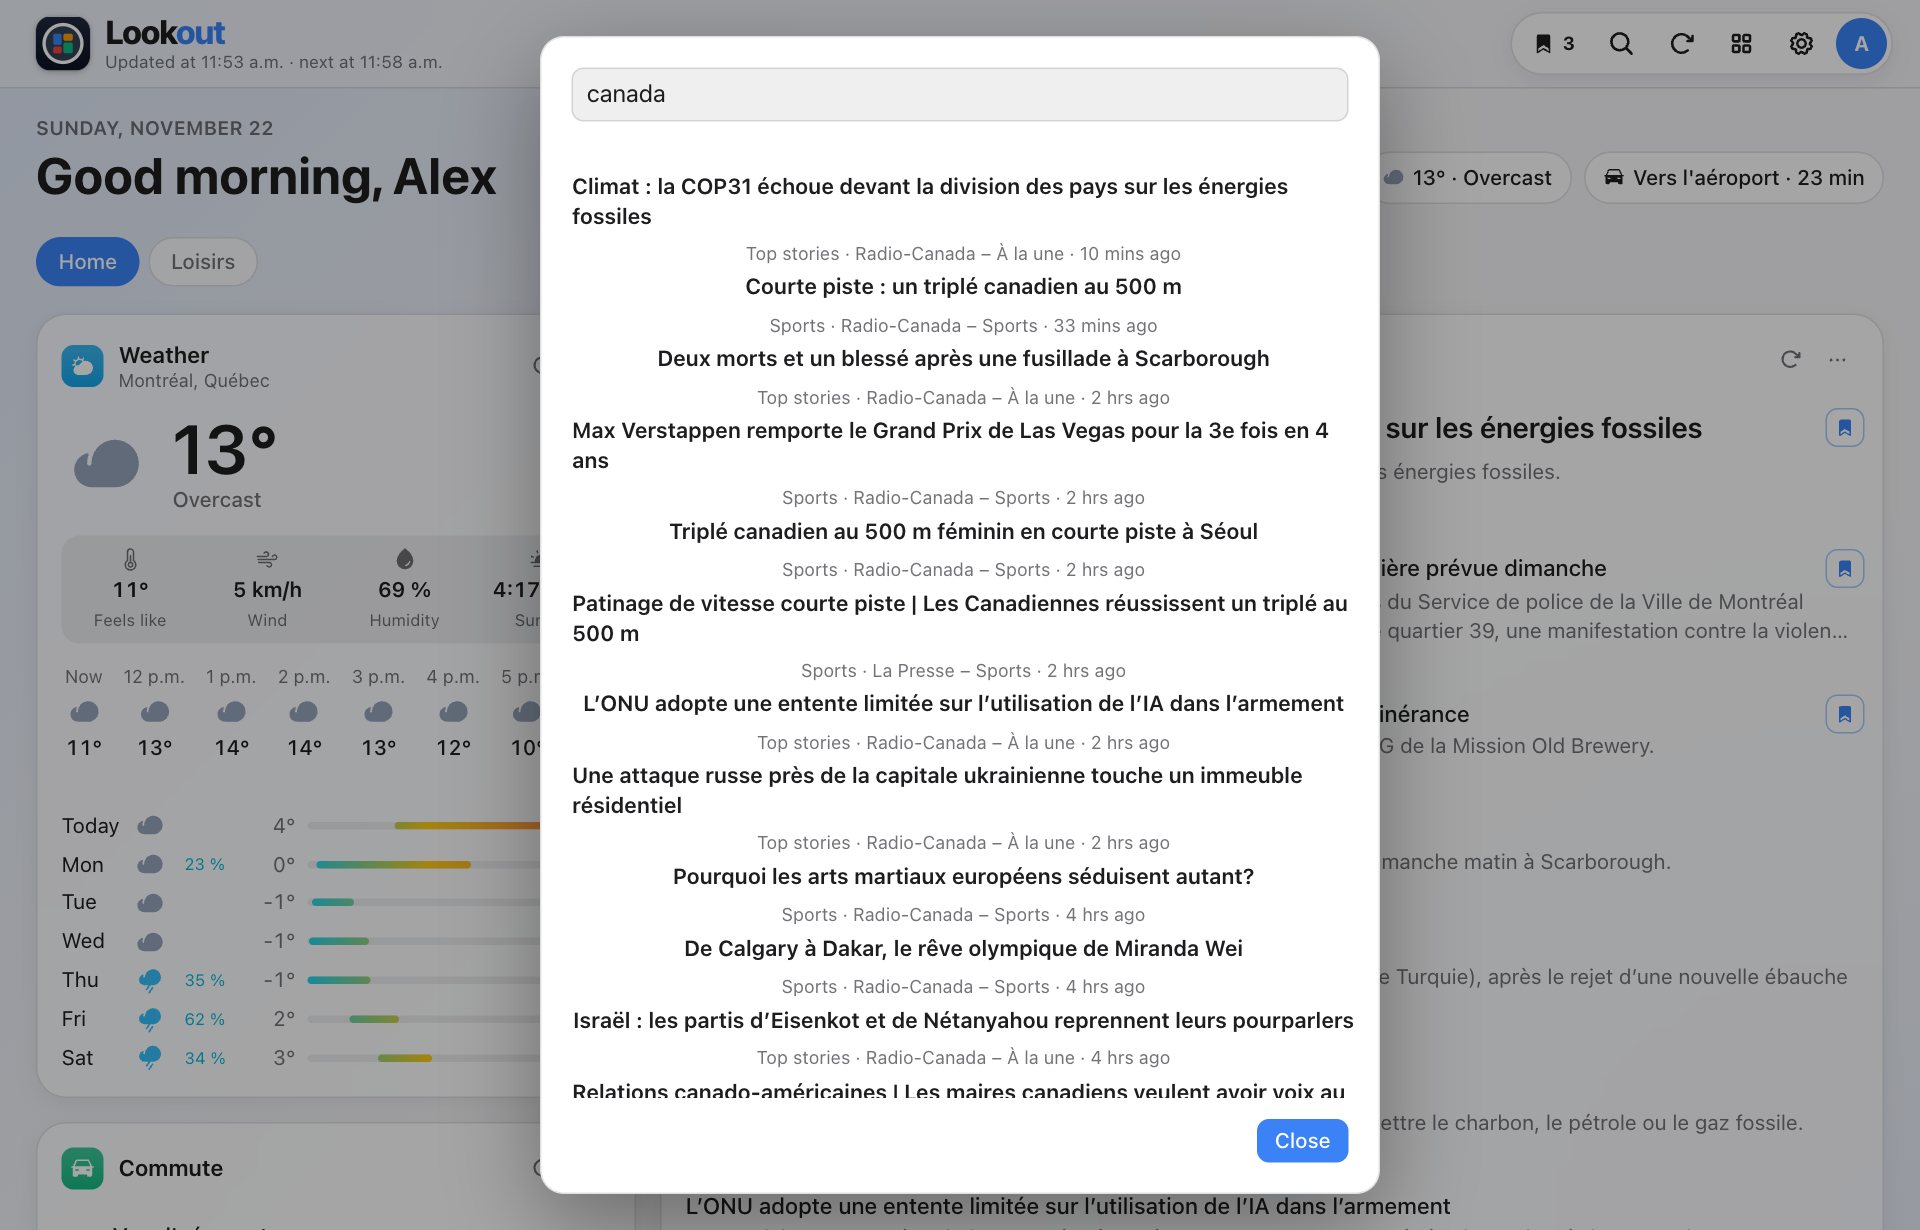 Lookout
Updated at 11:53 a.m. · next at 11:58 a.m.
3
A
SUNDAY, NOVEMBER 22
Good morning, Alex
13° · Overcast
Vers l'aéroport · 23 min
Home
Loisirs
Weather
Montréal, Québec
13°
Overcast
11°
5 km/h
69 %
4:17
Feels like
Wind
Humidity
Now
12 p.m.
1 p.m.
2 p.m.
3 p.m.
4 p.m.
11°
13°
14°
14°
13°
12°
10°
Today
4°
Mon
23 %
0°
Tue
-1°
Wed
-1°
Thu
35 %
-1°
Fri
62 %
2°
Sat
34 %
3°
Commute
canada
Climat : la COP31 échoue devant la division des pays sur les énergies
fossiles
Top stories · Radio-Canada – À la une · 10 mins ago
Courte piste : un triplé canadien au 500 m
Sports · Radio-Canada – Sports · 33 mins ago
Deux morts et un blessé après une fusillade à Scarborough
Top stories · Radio-Canada – À la une · 2 hrs ago
Max Verstappen remporte le Grand Prix de Las Vegas pour la 3e fois en 4
ans
Sports · Radio-Canada – Sports · 2 hrs ago
Triplé canadien au 500 m féminin en courte piste à Séoul
Sports · Radio-Canada – Sports · 2 hrs ago
Patinage de vitesse courte piste | Les Canadiennes réussissent un triplé au
500 m
Sports · La Presse – Sports · 2 hrs ago
L’ONU adopte une entente limitée sur l’utilisation de l’IA dans l’armement
Top stories · Radio-Canada – À la une · 2 hrs ago
Une attaque russe près de la capitale ukrainienne touche un immeuble
résidentiel
Top stories · Radio-Canada – À la une · 2 hrs ago
Pourquoi les arts martiaux européens séduisent autant?
Sports · Radio-Canada – Sports · 4 hrs ago
De Calgary à Dakar, le rêve olympique de Miranda Wei
Sports · Radio-Canada – Sports · 4 hrs ago
Israël : les partis d’Eisenkot et de Nétanyahou reprennent leurs pourparlers
Top stories · Radio-Canada – À la une · 4 hrs ago
Relations canado-américaines | Les maires canadiens veulent avoir voix au
Close
sur les énergies fossiles
énergies fossiles.
prévue dimanche
du Service de police de la Ville de Montréal
quartier 39, une manifestation contre la violen...
G de la Mission Old Brewery.
manche matin à Scarborough.
Turquie), après le rejet d’une nouvelle ébauche
le charbon, le pétrole ou le gaz fossile.
L’ONU adopte une entente limitée sur l’utilisation de l’IA dans l’armement